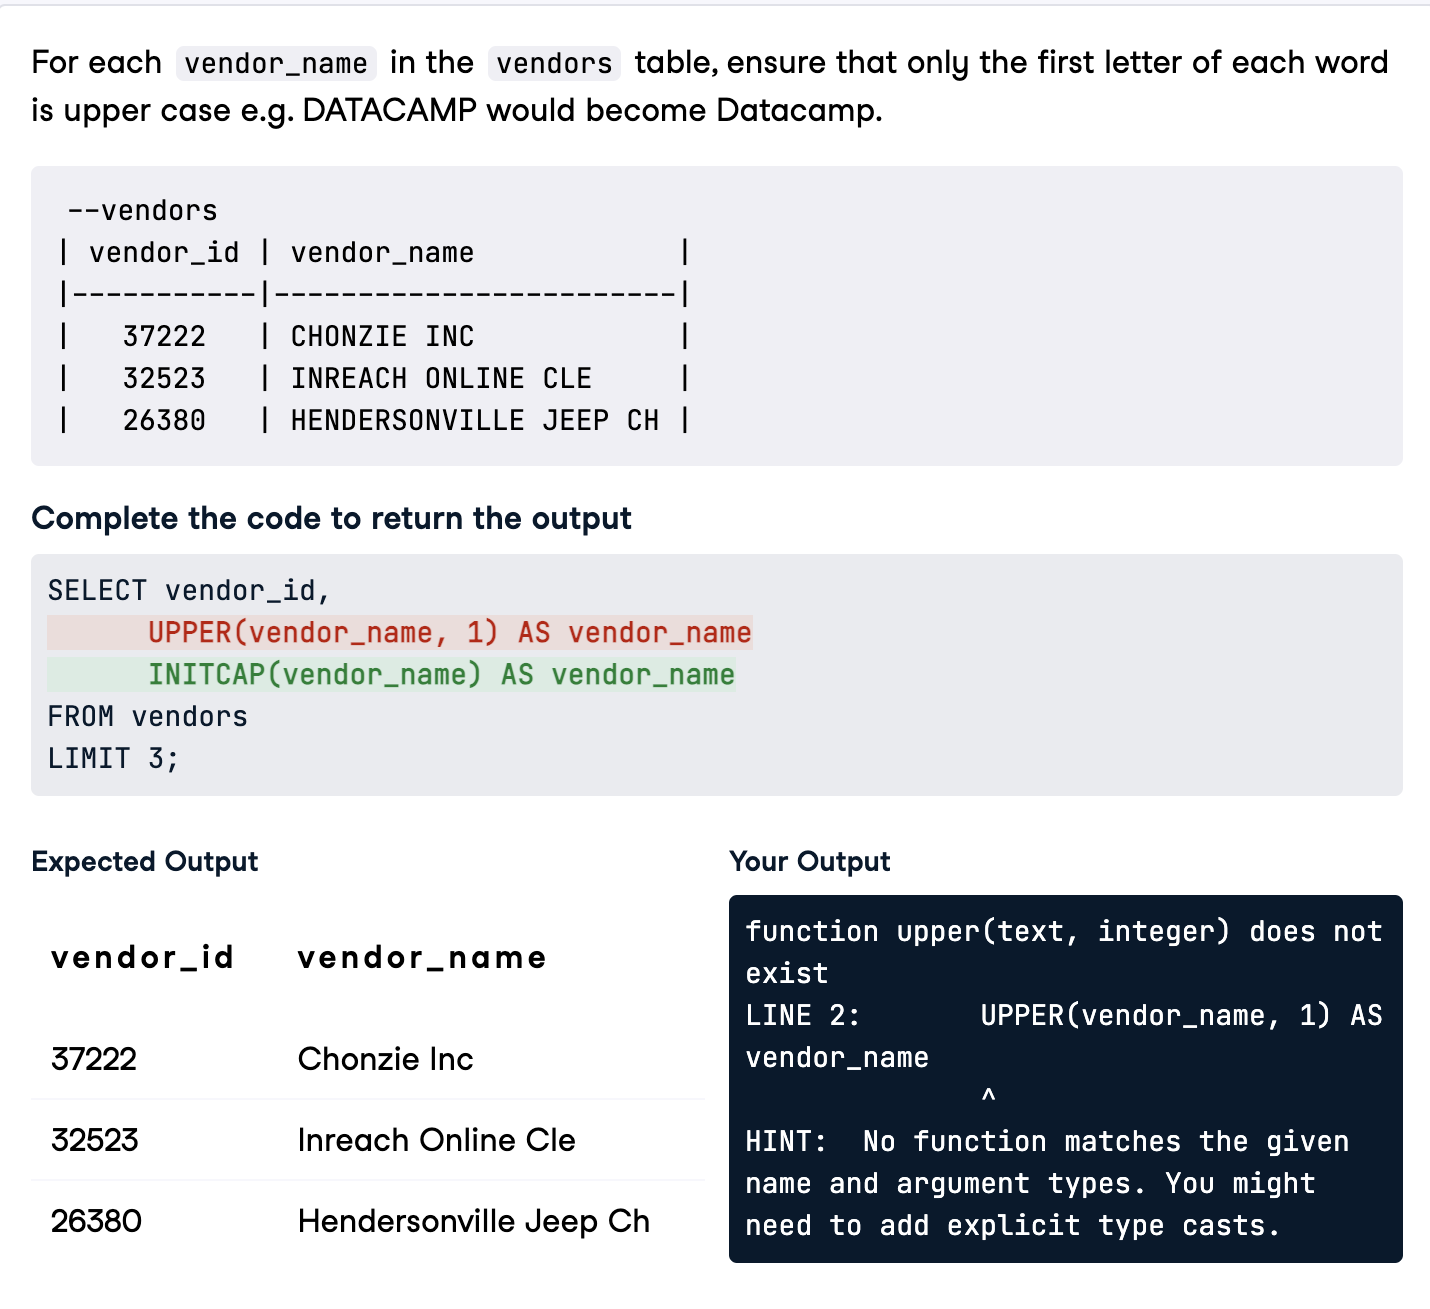 For each vendor_name in the vendors table, ensure that only the first letter of each word
is upper case e.g. DATACAMP would become Datacamp.
--vendors
| vendor_id | vendor_name            |
|-----------|------------------------|
|   37222   | CHONZIE INC            |
|   32523   | INREACH ONLINE CLE     |
|   26380   | HENDERSONVILLE JEEP CH |
Complete the code to return the output
SELECT vendor_id,
      UPPER(vendor_name, 1) AS vendor_name
      INITCAP(vendor_name) AS vendor_name
FROM vendors
LIMIT 3;
Expected Output
vendor_id vendor_name
37222 Chonzie Inc
32523 Inreach Online Cle
26380 Hendersonville Jeep Ch
Your Output
function upper(text, integer) does not
exist
LINE 2:       UPPER(vendor_name, 1) AS
vendor_name
              ^
HINT:  No function matches the given
name and argument types. You might
need to add explicit type casts.